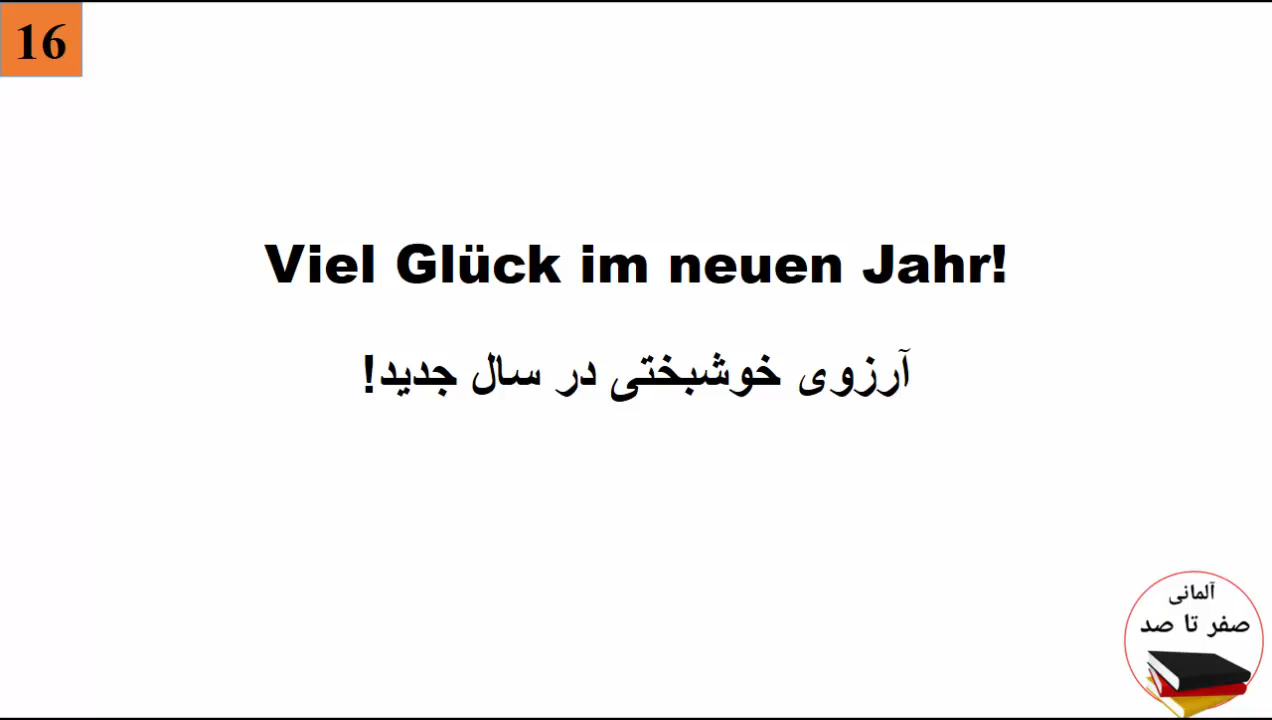 16
Viel Glück im neuen Jahr!
آرزوی خوشبختی در سال جدید!
آلمانی
صفر تا صد